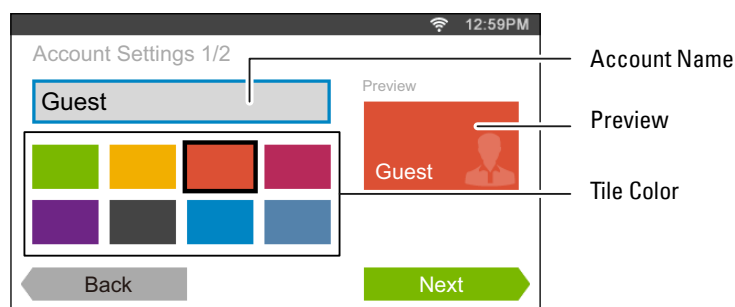 12:59PM
Account Settings 1/2
Account Name
Guest
Preview
Preview
Guest
Tile Color
Back
Next